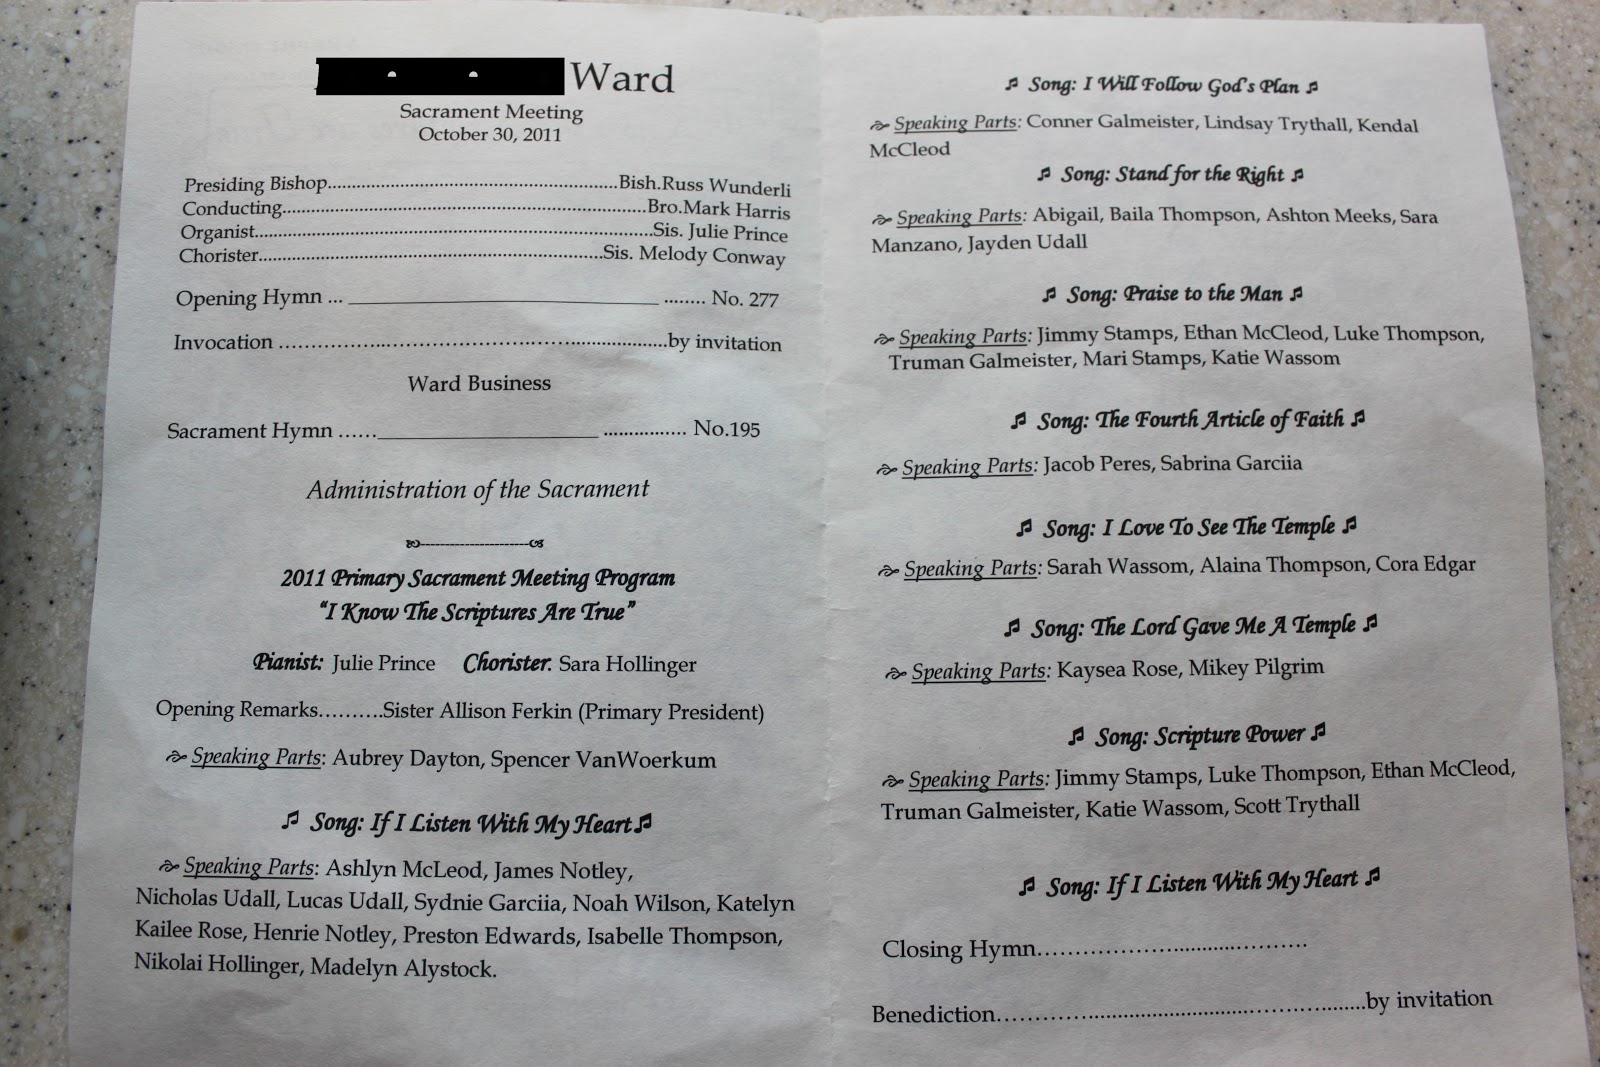 Ward
Sacrament Meeting
October 30, 2011
Presiding Bishop..........................................................Bish.Russ Wunderli
Conducting..........................................................................Bro.Mark Harris
Organist..................................................................................Sis. Julie Prince
Chorister.......................................................................Sis. Melody Conway
Opening Hymn ... ______________________________ ........ No. 277
Invocation ………………..……………………...................by invitation
Ward Business
Sacrament Hymn ……_____________________ ................ No.195
Administration of the Sacrament
2011 Primary Sacrament Meeting Program
“I Know The Scriptures Are True”
Pianist: Julie Prince Chorister: Sara Hollinger
Opening Remarks……….Sister Allison Ferkin (Primary President)
Speaking Parts: Aubrey Dayton, Spencer VanWoerkum
♫ Song: If I Listen With My Heart ♫
Speaking Parts: Ashlyn McLeod, James Notley,
Nicholas Udall, Lucas Udall, Sydnie Garciia, Noah Wilson, Katelyn
Kailee Rose, Henrie Notley, Preston Edwards, Isabelle Thompson,
Nikolai Hollinger, Madelyn Alystock.
♫ Song: I Will Follow God's Plan ♫
Speaking Parts: Conner Galmeister, Lindsay Trythall, Kendal
McCleod
♫ Song: Stand for the Right ♫
Speaking Parts: Abigail, Baila Thompson, Ashton Meeks, Sara
Manzano, Jayden Udall
♫ Song: Praise to the Man ♫
Speaking Parts: Jimmy Stamps, Ethan McCleod, Luke Thompson,
Truman Galmeister, Mari Stamps, Katie Wassom
♫ Song: The Fourth Article of Faith ♫
Speaking Parts: Jacob Peres, Sabrina Garciia
♫ Song: I Love To See The Temple ♫
Speaking Parts: Sarah Wassom, Alaina Thompson, Cora Edgar
♫ Song: The Lord Gave Me A Temple ♫
Speaking Parts: Kaysea Rose, Mikey Pilgrim
♫ Song: Scripture Power ♫
Speaking Parts: Jimmy Stamps, Luke Thompson, Ethan McCleod,
Truman Galmeister, Katie Wassom, Scott Trythall
♫ Song: If I Listen With My Heart ♫
Closing Hymn………………............……….
Benediction…………..............................………….......by invitation